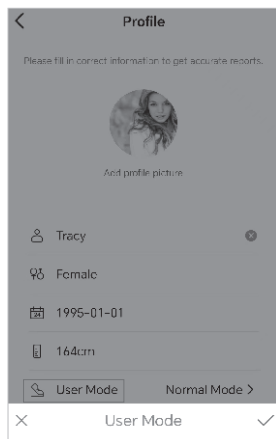 Profile
Please fill in correct information to get accurate reports.
Add profile picture
Tracy
Female
24 1995-01-01
164cm
User Mode Normal Mode >
User Mode